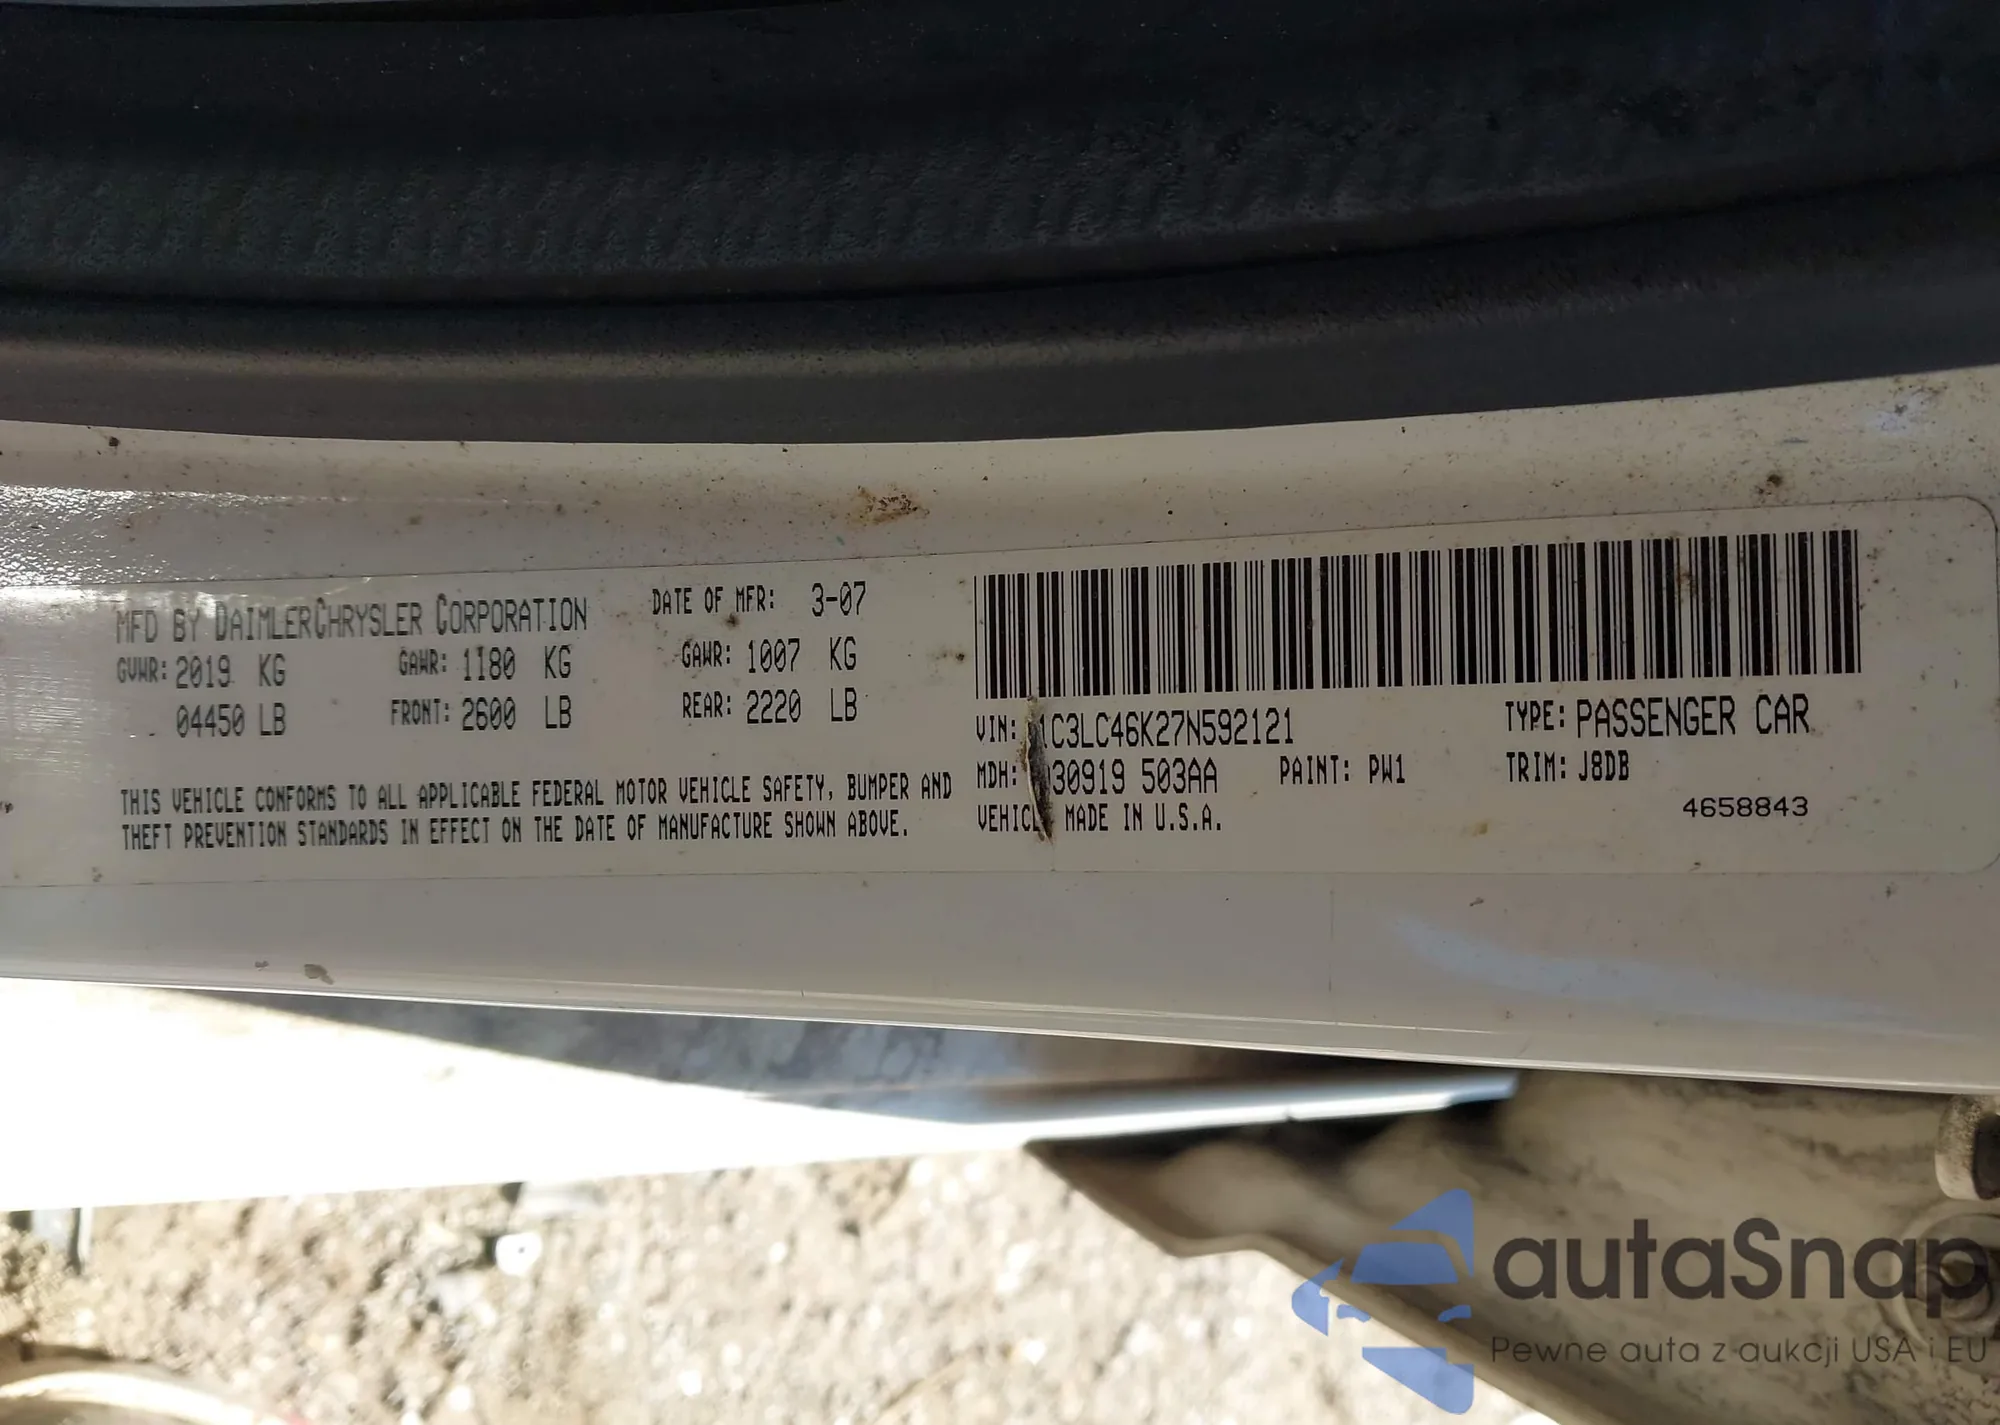 MFD BY DAIMLERCHRYSLER CORPORATION DATE OF MFR: 3-07
GVWR: 2019 KG GAWR: 1180 KG GAWR: 1007 KG
04450 LB FRONT: 2600 LB REAR: 2220 LB
THIS VEHICLE CONFORMS TO ALL APPLICABLE FEDERAL MOTOR VEHICLE SAFETY, BUMPER AND
THEFT PREVENTION STANDARDS IN EFFECT ON THE DATE OF MANUFACTURE SHOWN ABOVE.
VIN: 1C3LC46K27N592121 TYPE: PASSENGER CAR
MDH: 030919 503AA PAINT: PW1 TRIM: J8DB
VEHICLE MADE IN U.S.A. 4658843
autaSnap
Pewne auta z aukcji USA i EU